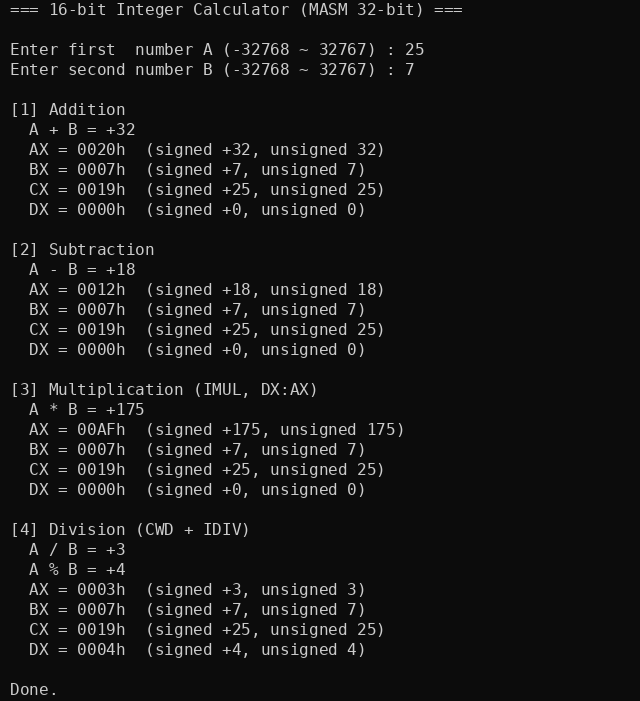 === 16-bit Integer Calculator (MASM 32-bit) ===
Enter first  number A (-32768 ~ 32767) : 25
Enter second number B (-32768 ~ 32767) : 7
[1] Addition
  A + B = +32
  AX = 0020h  (signed +32, unsigned 32)
  BX = 0007h  (signed +7, unsigned 7)
  CX = 0019h  (signed +25, unsigned 25)
  DX = 0000h  (signed +0, unsigned 0)
[2] Subtraction
  A - B = +18
  AX = 0012h  (signed +18, unsigned 18)
  BX = 0007h  (signed +7, unsigned 7)
  CX = 0019h  (signed +25, unsigned 25)
  DX = 0000h  (signed +0, unsigned 0)
[3] Multiplication (IMUL, DX:AX)
  A * B = +175
  AX = 00AFh  (signed +175, unsigned 175)
  BX = 0007h  (signed +7, unsigned 7)
  CX = 0019h  (signed +25, unsigned 25)
  DX = 0000h  (signed +0, unsigned 0)
[4] Division (CWD + IDIV)
  A / B = +3
  A % B = +4
  AX = 0003h  (signed +3, unsigned 3)
  BX = 0007h  (signed +7, unsigned 7)
  CX = 0019h  (signed +25, unsigned 25)
  DX = 0004h  (signed +4, unsigned 4)
Done.